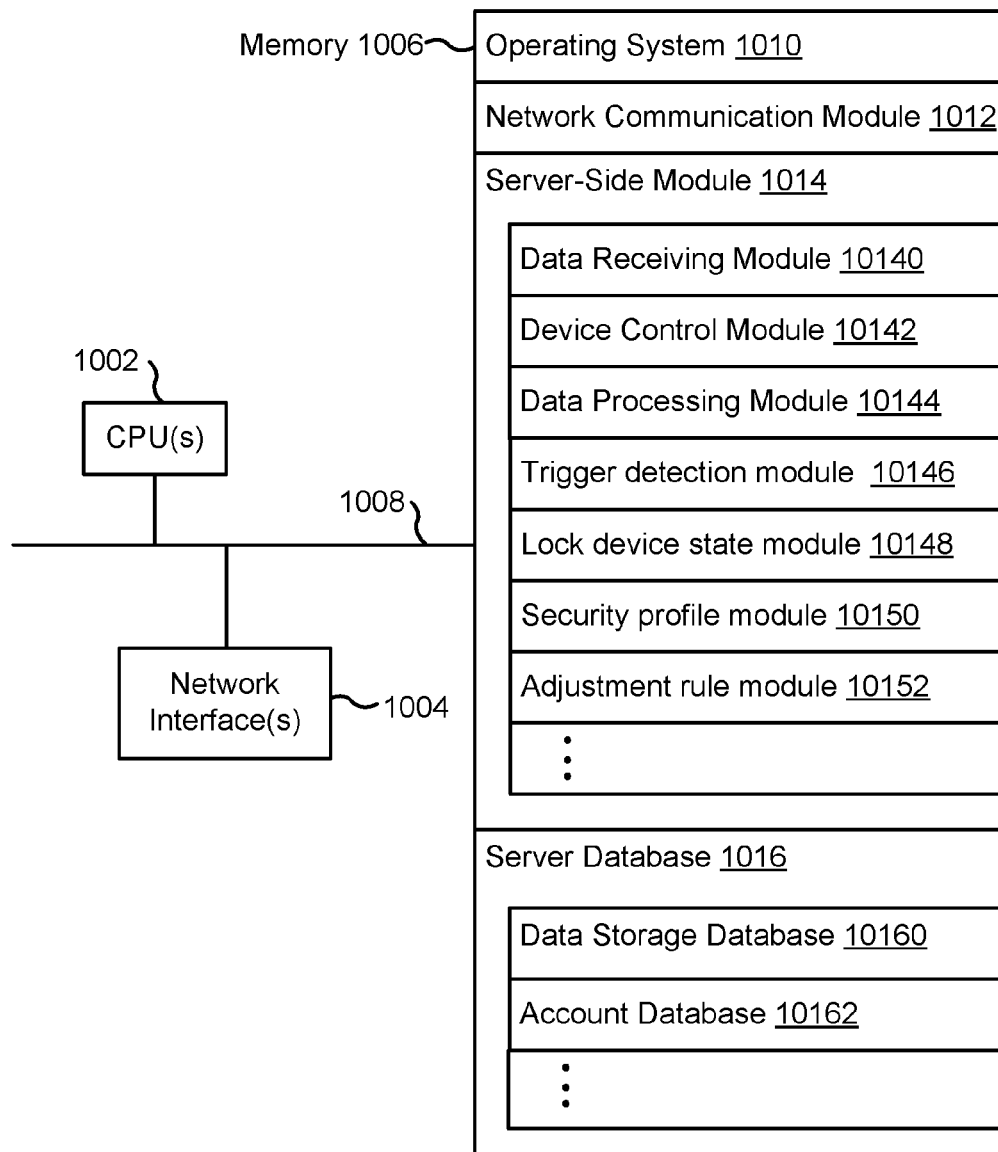 Memory 1006
Operating System 1010
Network Communication Module 1012
Server-Side Module 1014
Data Receiving Module 10140
Device Control Module 10142
Data Processing Module 10144
Trigger detection module 10146
Lock device state module 10148
Security profile module 10150
Adjustment rule module 10152
1002
CPU(s)
1008
Network
Interface(s)
1004
Server Database 1016
Data Storage Database 10160
Account Database 10162